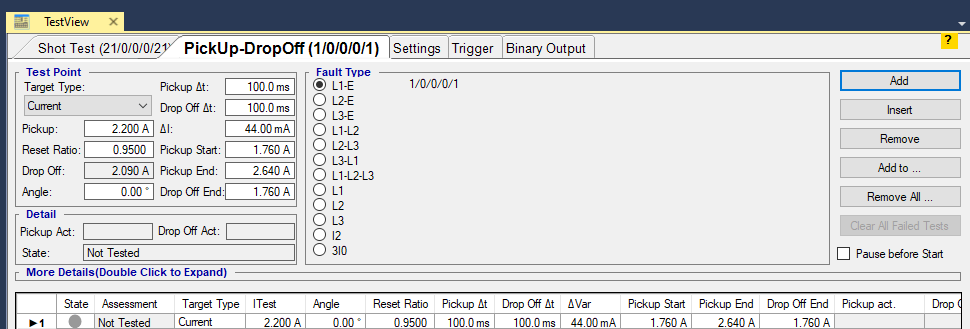 TestView
?
Shot Test (21/0/0/0/21)
PickUp-DropOff (1/0/0/0/1)
Settings
Trigger
Binary Output
Test Point
Target Type:
Current
Pickup Δt: 100.0 ms
Drop Off Δt: 100.0 ms
Pickup: 2.200 A
ΔI: 44.00 mA
Reset Ratio: 0.9500
Pickup Start: 1.760 A
Drop Off: 2.090 A
Pickup End: 2.640 A
Angle: 0.00 °
Drop Off End: 1.760 A
Detail
Pickup Act:
Drop Off Act:
State: Not Tested
Fault Type
L1-E
1/0/0/0/1
L2-E
L3-E
L1-L2
L2-L3
L3-L1
L1-L2-L3
L1
L2
L3
I2
3I0
Add
Insert
Remove
Add to ...
Remove All ...
Clear All Failed Tests
Pause before Start
More Details(Double Click to Expand)
State Assessment Target Type ITest Angle Reset Ratio Pickup Δt Drop Off Δt ΔVar Pickup Start Pickup End Drop Off End Pickup act. Drop O
1 Not Tested Current 2.200 A 0.00 ° 0.9500 100.0 ms 100.0 ms 44.00 mA 1.760 A 2.640 A 1.760 A